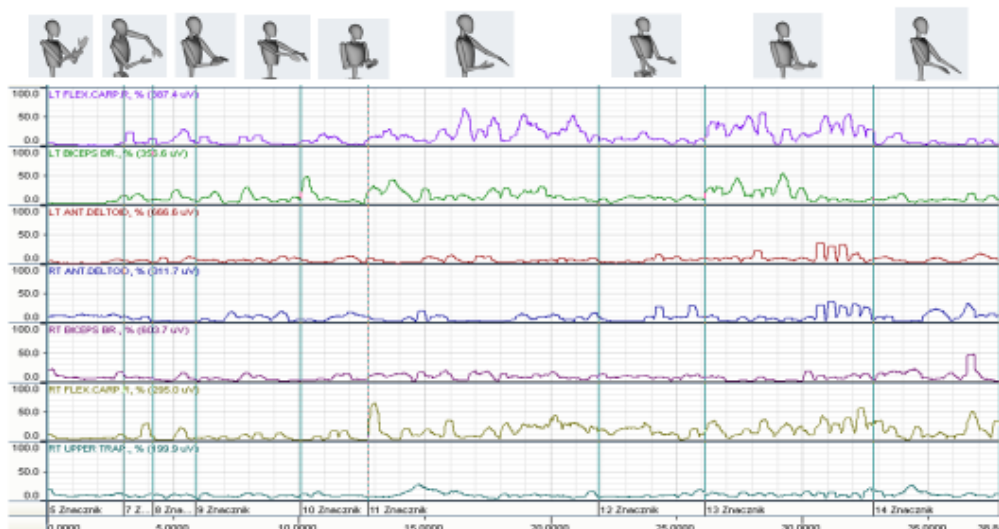 100.0 LT FLEX.CARP.R, % (387.4 uV)
50.0
0.0
100.0 LT BICEPS BR., % (353.6 uV)
50.0
0.0
100.0 LT ANT.DELTOID, % (666.6 uV)
50.0
0.0
100.0 RT ANT.DELTOID, % (311.7 uV)
50.0
0.0
100.0 RT BICEPS BR., % (603.7 uV)
50.0
0.0
100.0 RT FLEX.CARP. (295.0 uV)
50.0
0.0
100.0 RT UPPER TRAP., % (199.9 uV)
50.0
0.0
6 Znacznik 7 Z... 8 Zna... 9 Znacznik 10 Znacznik 11 Znacznik 12 Znacznik 13 Znacznik 14 Znacznik
0.0000 5.0000 10.0000 15.0000 20.0000 25.0000 30.0000 35.0000